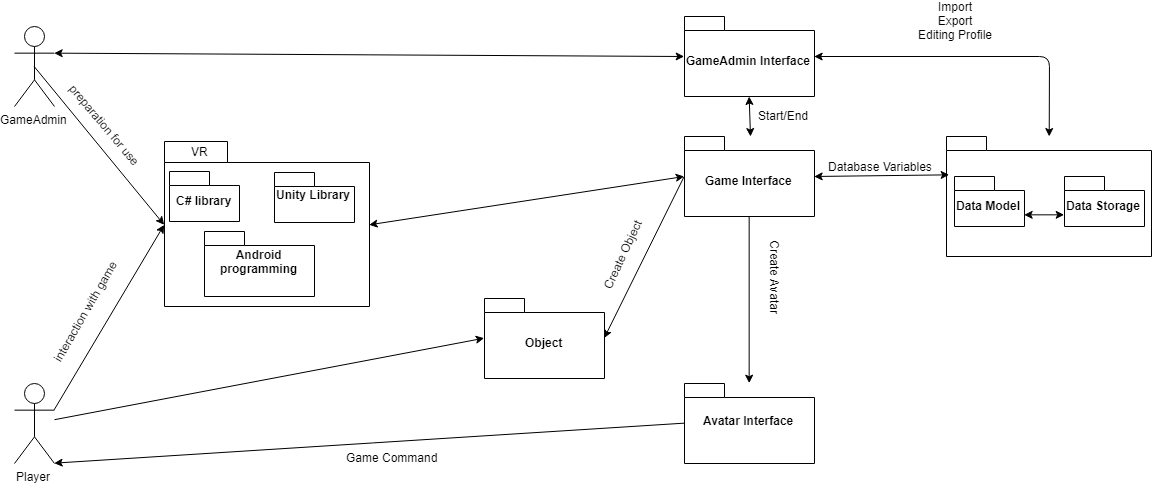 Import
Export
Editing Profile
GameAdmin Interface
GameAdmin
preparation for use
Start/End
VR
C# library
Unity Library
Android
programming
Game Interface
Database Variables
Data Model
Data Storage
Create Object
Create Avatar
interaction with game
Object
Avatar Interface
Game Command
Player